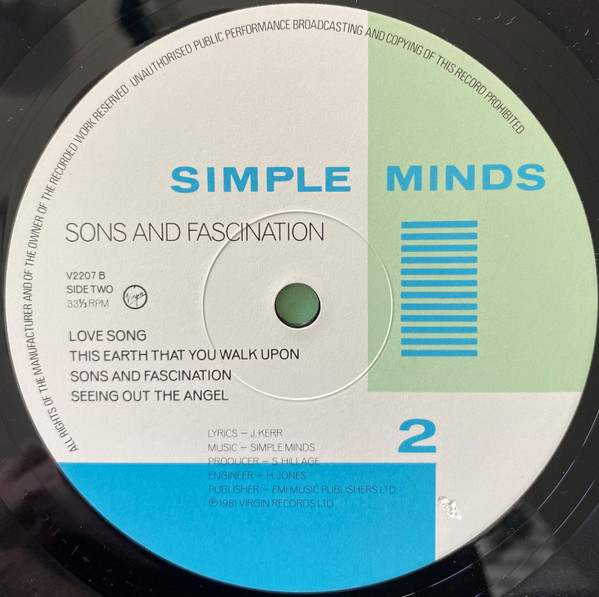 ALL RIGHTS OF THE MANUFACTURER AND OF THE OWNER OF THE RECORDED WORK RESERVED · UNAUTHORISED PUBLIC PERFORMANCE BROADCASTING AND COPYING OF THIS RECORD PROHIBITED
SIMPLE MINDS
SONS AND FASCINATION
V2207 B
SIDE TWO
33⅓ RPM
Virgin
LOVE SONG
THIS EARTH THAT YOU WALK UPON
SONS AND FASCINATION
SEEING OUT THE ANGEL
2
LYRICS – J. KERR
MUSIC – SIMPLE MINDS
PRODUCER – S. HILLAGE
ENGINEER – H. JONES
PUBLISHER – EMI MUSIC PUBLISHERS LTD
℗ 1981 VIRGIN RECORDS LTD